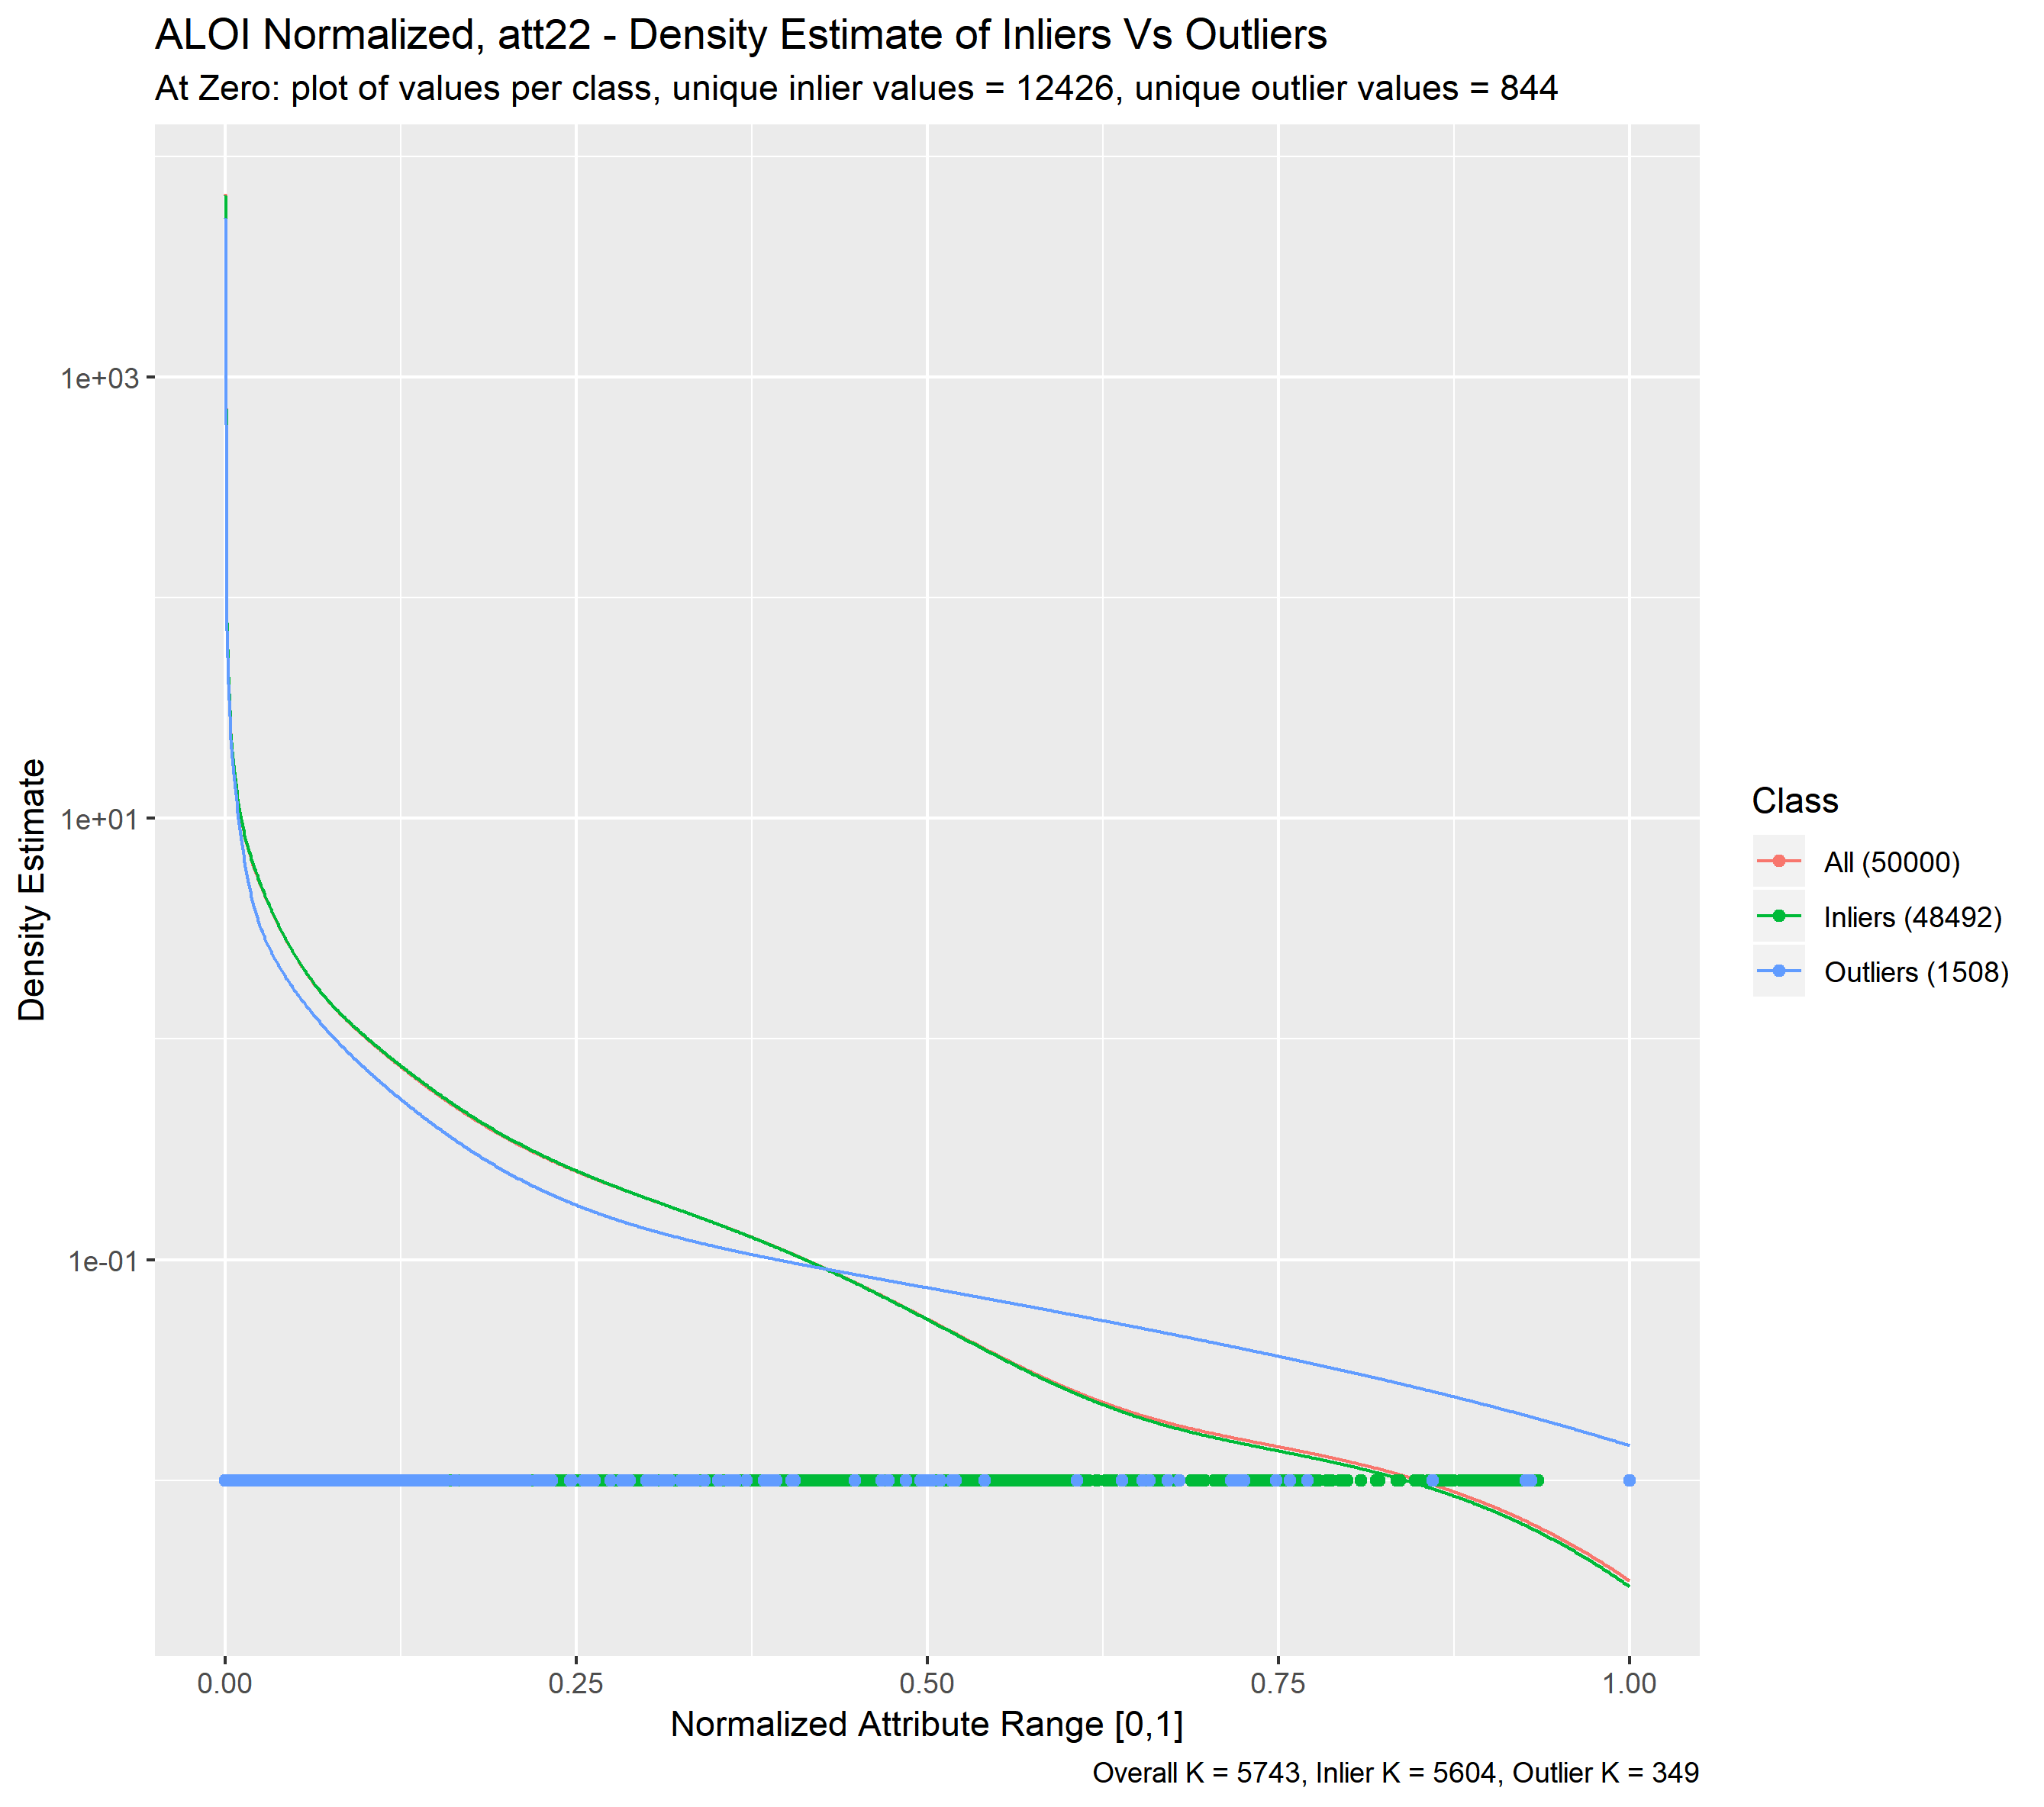 ALOI Normalized, att22 - Density Estimate of Inliers Vs Outliers
At Zero: plot of values per class, unique inlier values = 12426, unique outlier values = 844
1e+03
1e+01
1e-01
Density Estimate
0.00
0.25
0.50
0.75
1.00
Normalized Attribute Range [0,1]
Overall K = 5743, Inlier K = 5604, Outlier K = 349
Class
All (50000)
Inliers (48492)
Outliers (1508)